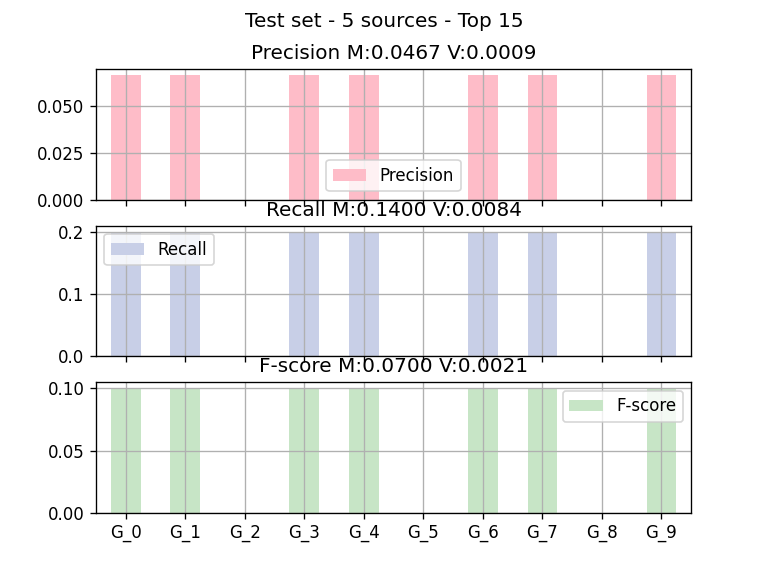 Test set - 5 sources - Top 15
Precision M:0.0467 V:0.0009
0.050
0.025
0.000
Precision
Recall M:0.1400 V:0.0084
0.2
0.1
0.0
Recall
F-score M:0.0700 V:0.0021
0.10
0.05
0.00
F-score
G_0 G_1 G_2 G_3 G_4 G_5 G_6 G_7 G_8 G_9